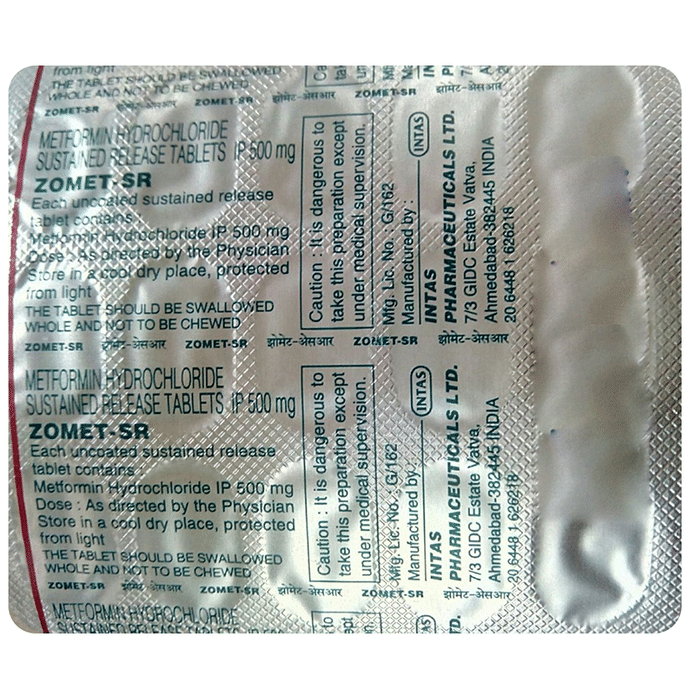 from light
THE TABLET SHOULD BE SWALLOWED
WHOLE AND NOT TO BE CHEWED
ZOMET-SR झोमेट-एसआर ZOMET-SR झोमेट-एसआर ZOMET-SR झोमेट-एसआर
METFORMIN HYDROCHLORIDE
SUSTAINED RELEASE TABLETS IP 500 mg
ZOMET-SR
Each uncoated sustained release
tablet contains :
Metformin Hydrochloride IP 500 mg
Dose : As directed by the Physician
Store in a cool dry place, protected
from light
THE TABLET SHOULD BE SWALLOWED
WHOLE AND NOT TO BE CHEWED
Caution : It is dangerous to
take this preparation except
under medical supervision.
Mfg. Lic. No. : G/162
Manufactured by :
INTAS
INTAS
PHARMACEUTICALS LTD.
7/3 GIDC Estate Vatva,
Ahmedabad-382445 INDIA
20 6448 1 626218
ZOMET-SR झोमेट-एसआर ZOMET-SR झोमेट-एसआर ZOMET-SR झोमेट-एसआर
METFORMIN HYDROCHLORIDE
SUSTAINED RELEASE TABLETS IP 500 mg
ZOMET-SR
Each uncoated sustained release
tablet contains :
Metformin Hydrochloride IP 500 mg
Dose : As directed by the Physician
Store in a cool dry place, protected
from light
THE TABLET SHOULD BE SWALLOWED
WHOLE AND NOT TO BE CHEWED
Caution : It is dangerous to
take this preparation except
under medical supervision.
Mfg. Lic. No. : G/162
Manufactured by :
INTAS
INTAS
PHARMACEUTICALS LTD.
7/3 GIDC Estate Vatva,
Ahmedabad-382445 INDIA
20 6448 1 626218
ZOMET-SR झोमेट-एसआर ZOMET-SR झोमेट-एसआर ZOMET-SR झोमेट-एसआर
METFORMIN HYDROCHLORIDE